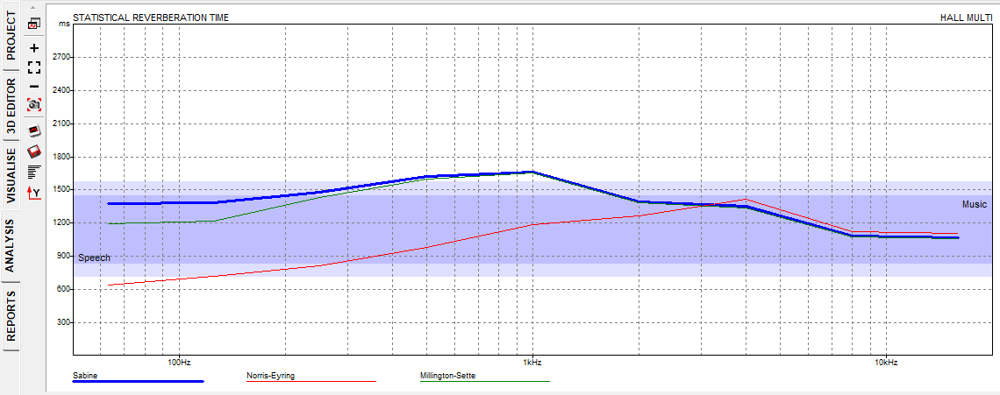 PROJECT
3D EDITOR
VISUALISE
ANALYSIS
REPORTS
Y
STATISTICAL REVERBERATION TIME
HALL MULTI
ms
2700
2400
2100
1800
1500
1200
900
600
300
Music
Speech
100Hz
1kHz
10kHz
Sabine
Norris-Eyring
Millington-Sette